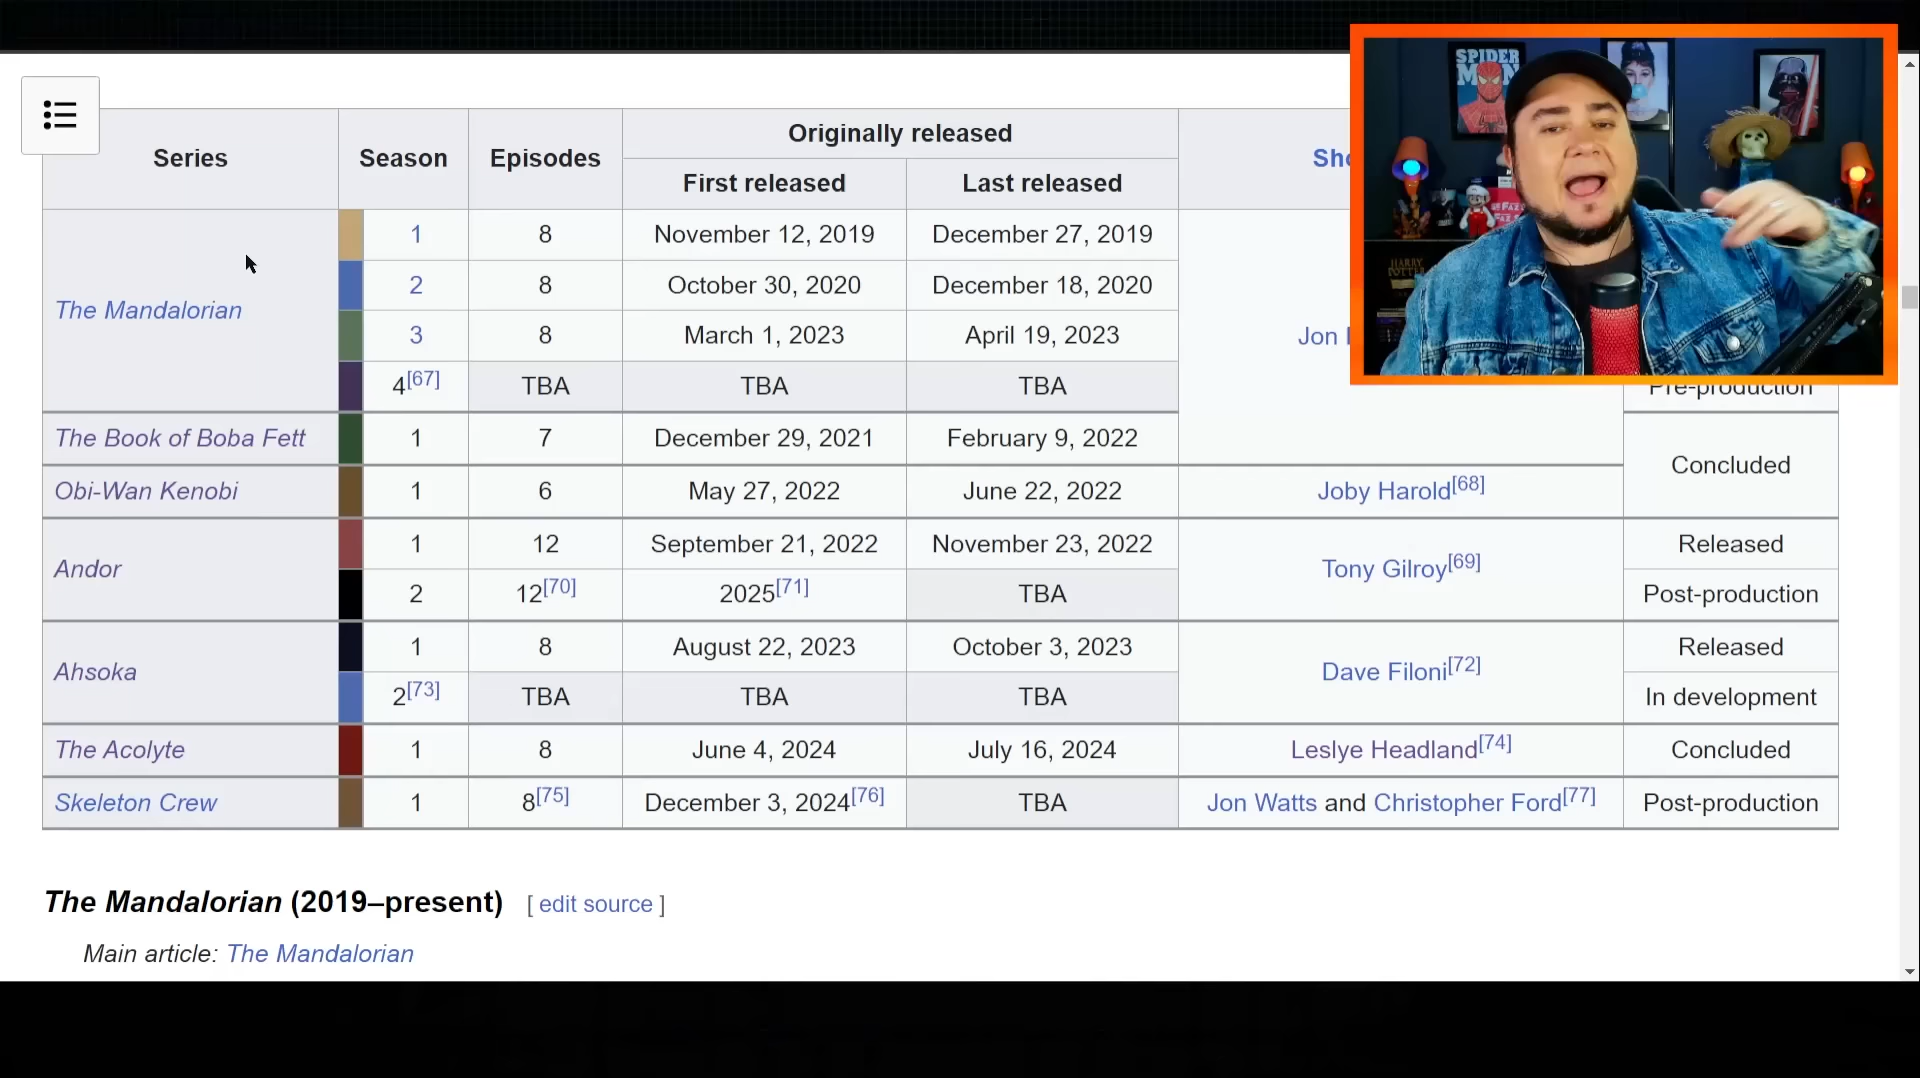 Series Season Episodes Originally released
First released Last released
The Mandalorian
1 8 November 12, 2019 December 27, 2019
2 8 October 30, 2020 December 18, 2020
3 8 March 1, 2023 April 19, 2023
4[67] TBA TBA TBA Pre-production
Jon
The Book of Boba Fett 1 7 December 29, 2021 February 9, 2022
Concluded
Obi-Wan Kenobi 1 6 May 27, 2022 June 22, 2022 Joby Harold[68]
Andor
1 12 September 21, 2022 November 23, 2022 Tony Gilroy[69] Released
2 12[70] 2025[71] TBA Post-production
Ahsoka
1 8 August 22, 2023 October 3, 2023 Dave Filoni[72] Released
2[73] TBA TBA TBA In development
The Acolyte 1 8 June 4, 2024 July 16, 2024 Leslye Headland[74] Concluded
Skeleton Crew 1 8[75] December 3, 2024[76] TBA Jon Watts and Christopher Ford[77] Post-production
The Mandalorian (2019–present) [ edit source ]
Main article: The Mandalorian
SPIDER
MAN
HARRY
POTTER